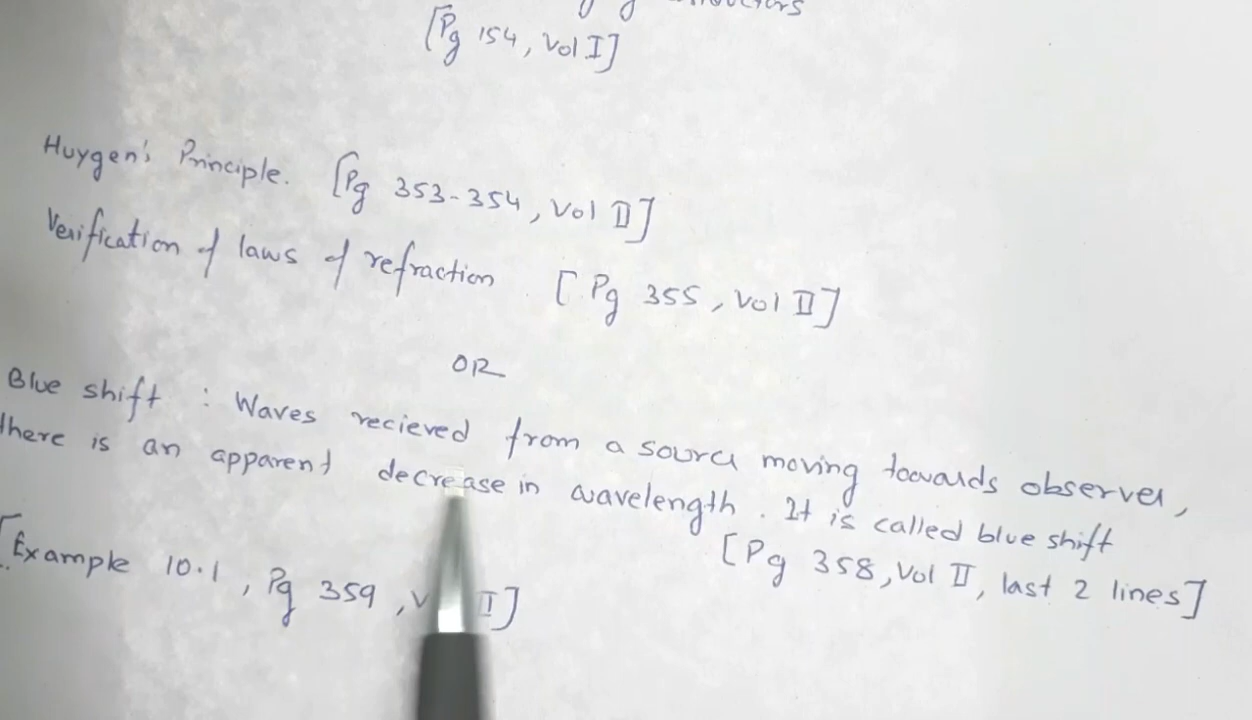 [Pg 154, Vol I]
Huygen's Principle. [Pg 353-354, Vol II]
Verification of laws of refraction [Pg 355, Vol II]
OR
Blue shift : Waves recieved from a source moving towards observer,
there is an apparent decrease in wavelength. It is called blue shift
[Pg 358, Vol II, last 2 lines]
[Example 10.1, Pg 359, V I]